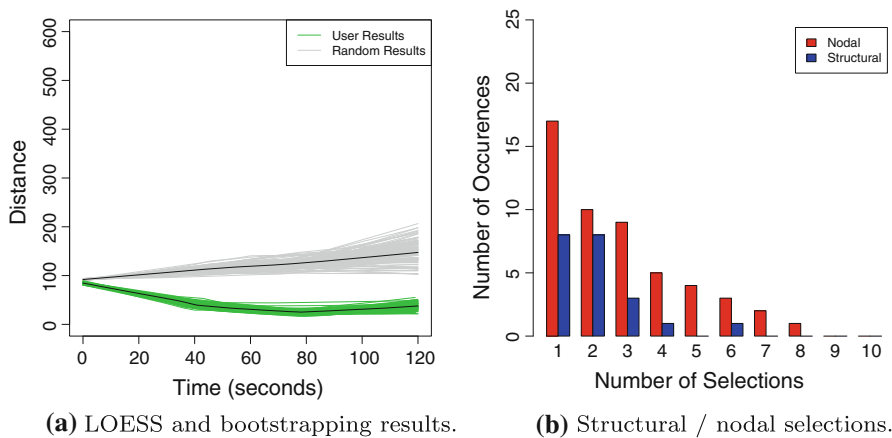 600
500
400
300
200
100
0
Distance
User Results
Random Results
0 20 40 60 80 100 120
Time (seconds)
(a) LOESS and bootstrapping results.
25
20
15
10
5
0
Number of Occurences
Nodal
Structural
1 2 3 4 5 6 7 8 9 10
Number of Selections
(b) Structural / nodal selections.